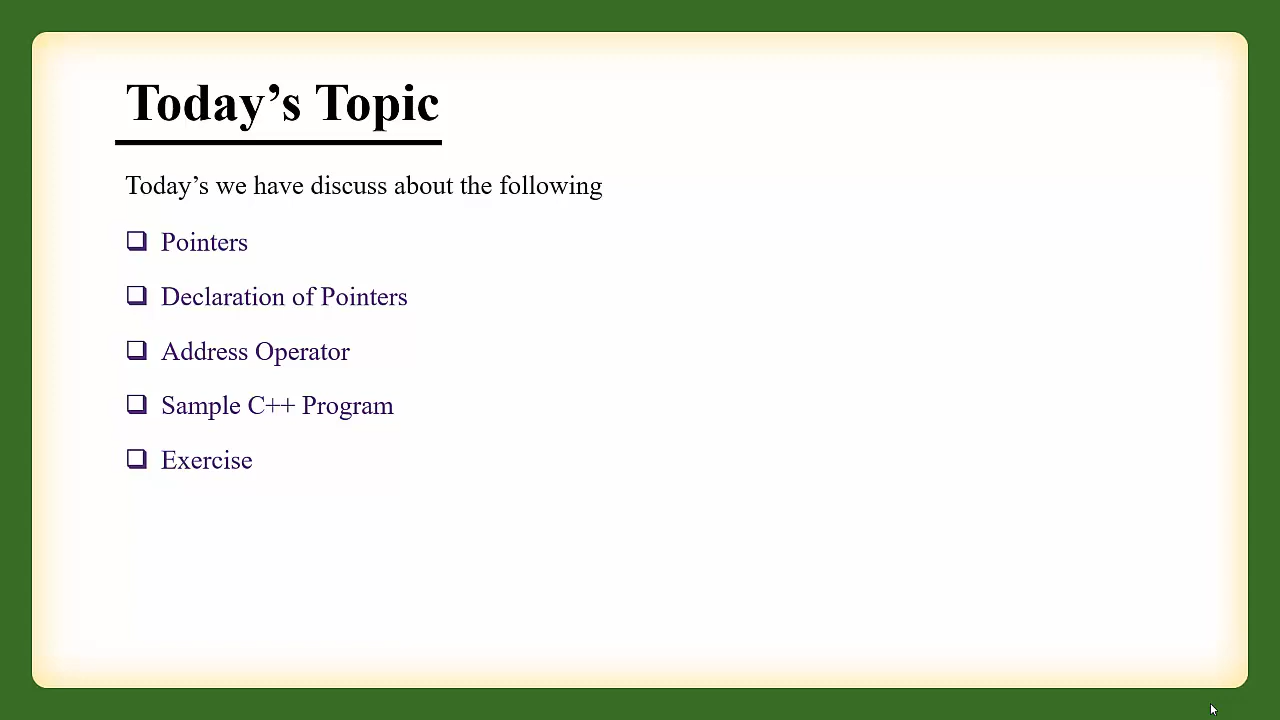 Today’s Topic
Today’s we have discuss about the following
❑ Pointers
❑ Declaration of Pointers
❑ Address Operator
❑ Sample C++ Program
❑ Exercise